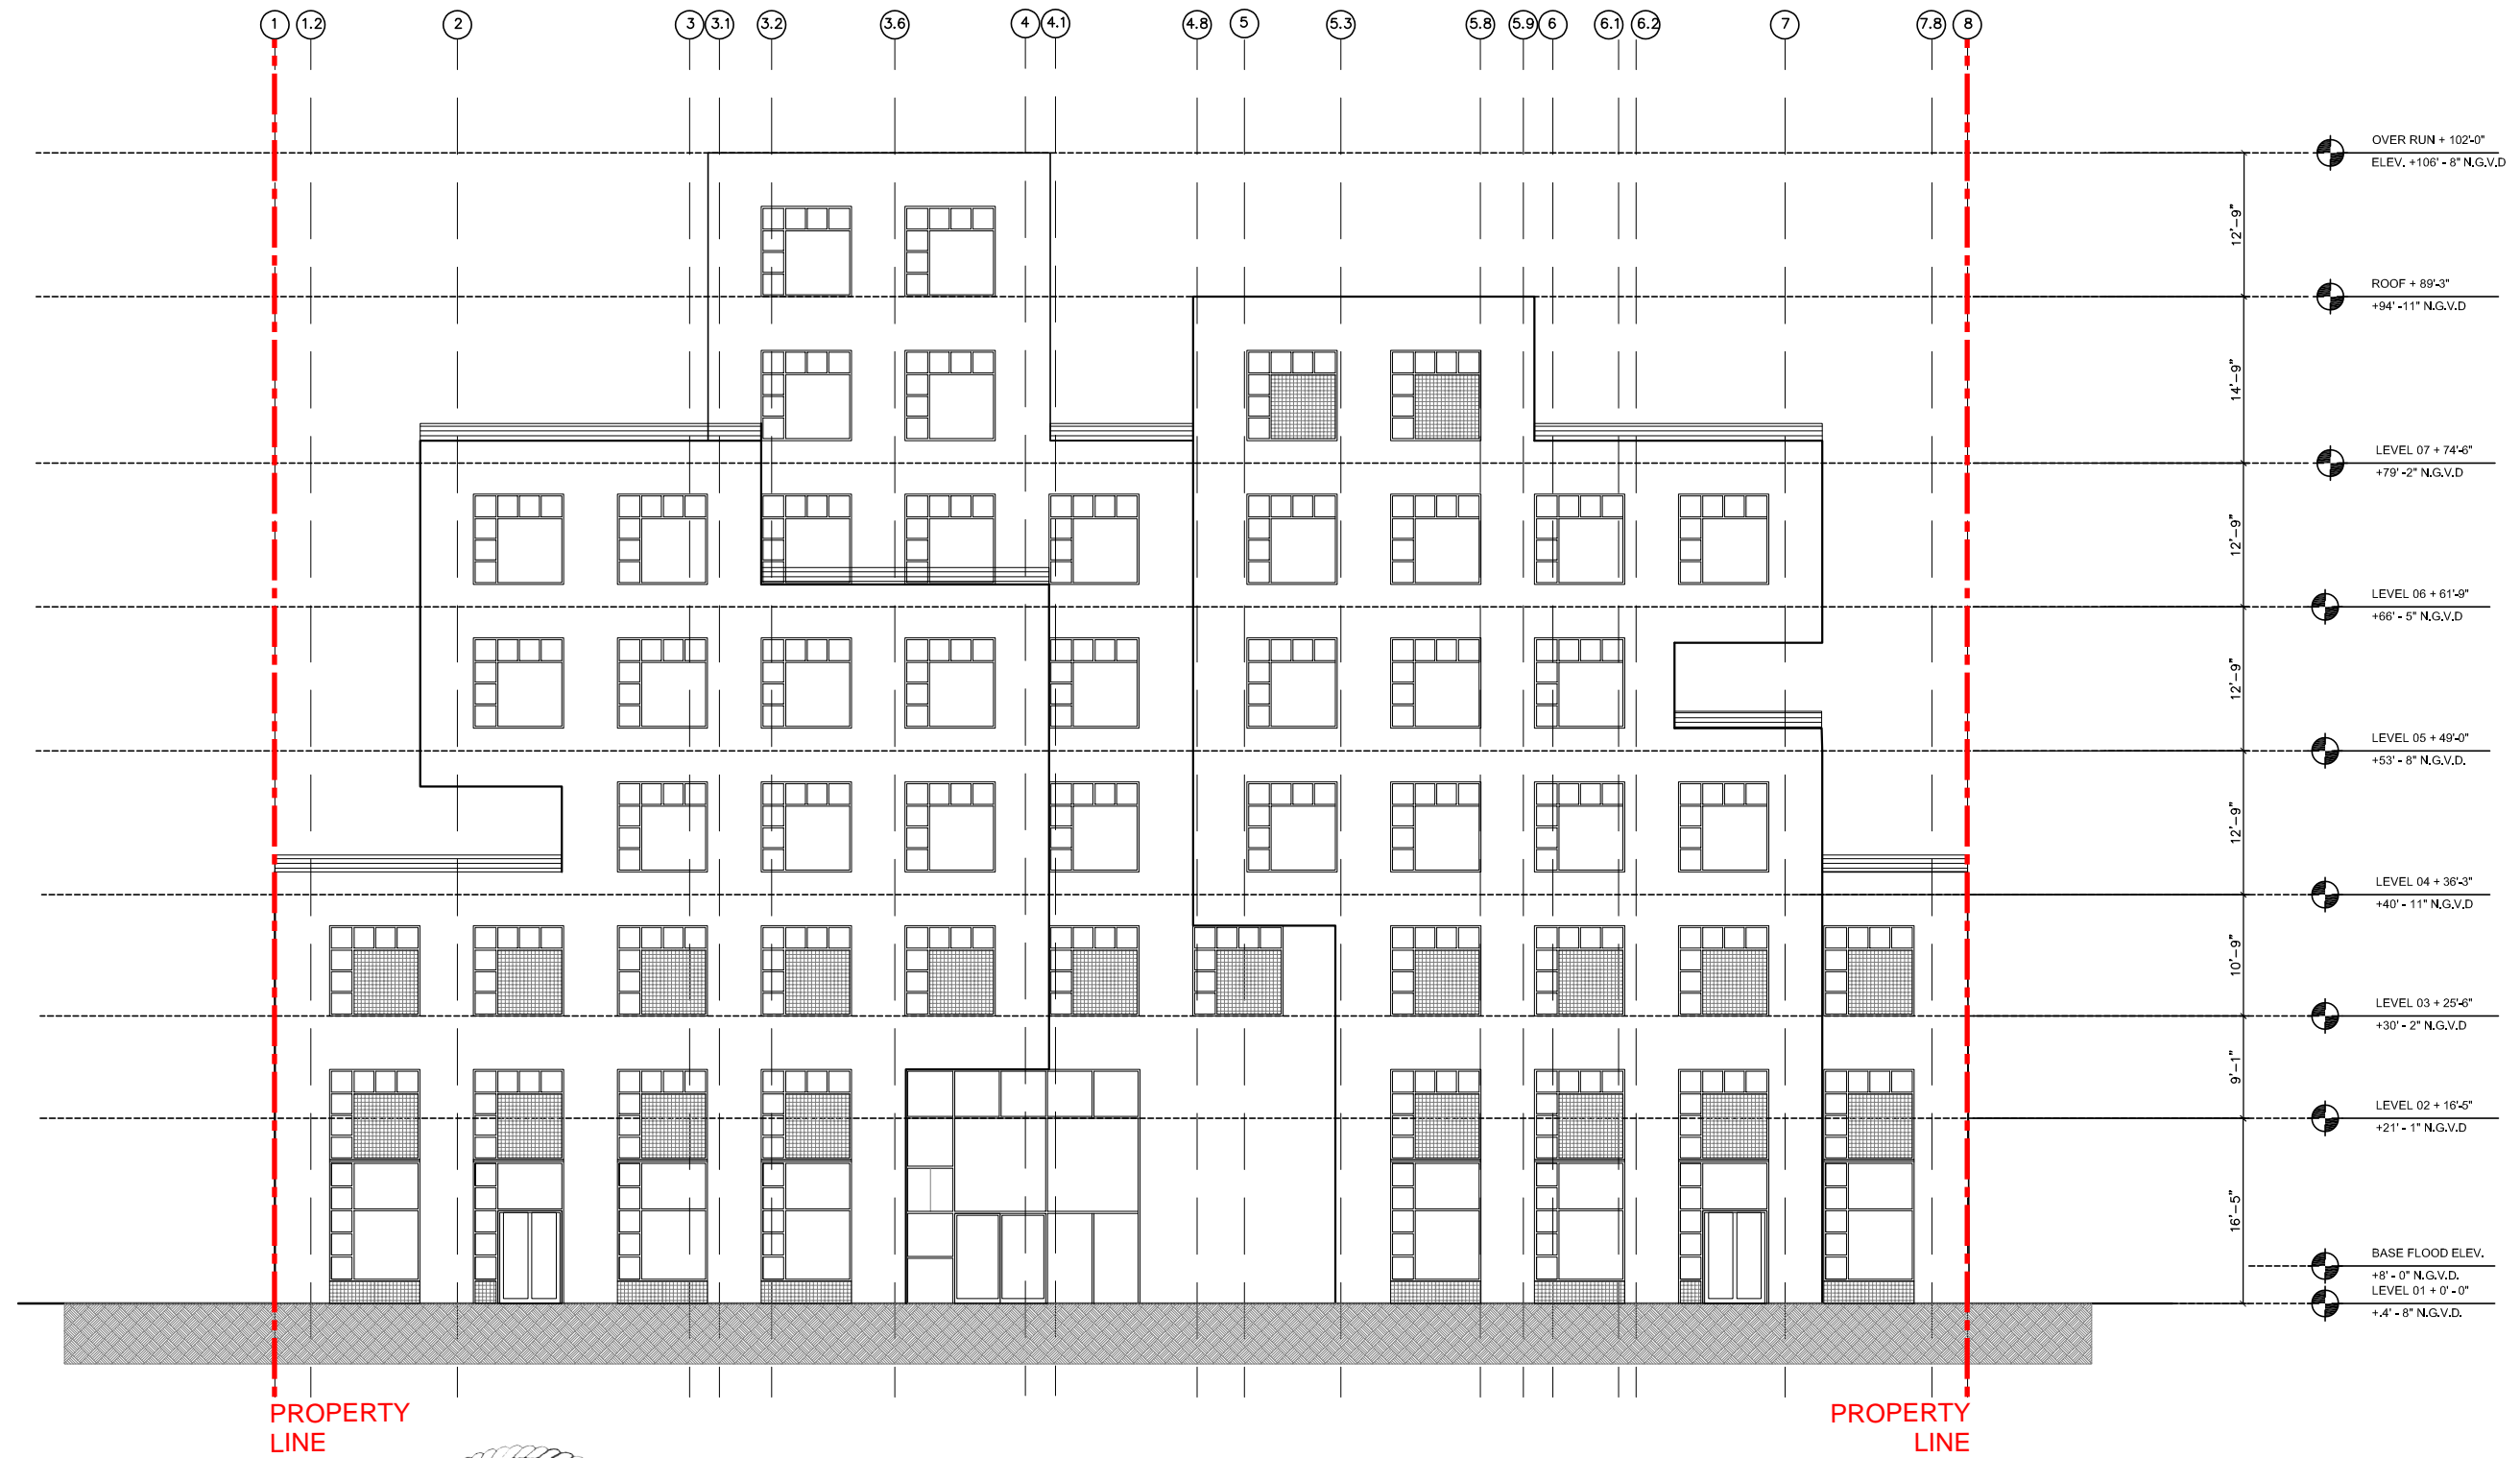 1 1.2 2 3 3.1 3.2 3.6 4 4.1 4.8 5 5.3 5.8 5.9 6 6.1 6.2 7 7.8 8
OVER RUN + 102'-0"
ELEV. +106' - 8" N.G.V.D
12'-9"
ROOF + 89'-3"
+94' -11" N.G.V.D
14'-9"
LEVEL 07 + 74'-6"
+79' -2" N.G.V.D
12'-9"
LEVEL 06 + 61'-9"
+66' - 5" N.G.V.D
12'-9"
LEVEL 05 + 49'-0"
+53' - 8" N.G.V.D.
12'-9"
LEVEL 04 + 36'-3"
+40' - 11" N.G.V.D
10'-9"
LEVEL 03 + 25'-6"
+30' - 2" N.G.V.D
9'-1"
LEVEL 02 + 16'-5"
+21' - 1" N.G.V.D
16'-5"
BASE FLOOD ELEV.
+8' - 0" N.G.V.D.
LEVEL 01 + 0' -0"
+.4' - 8" N.G.V.D.
PROPERTY
LINE
PROPERTY
LINE